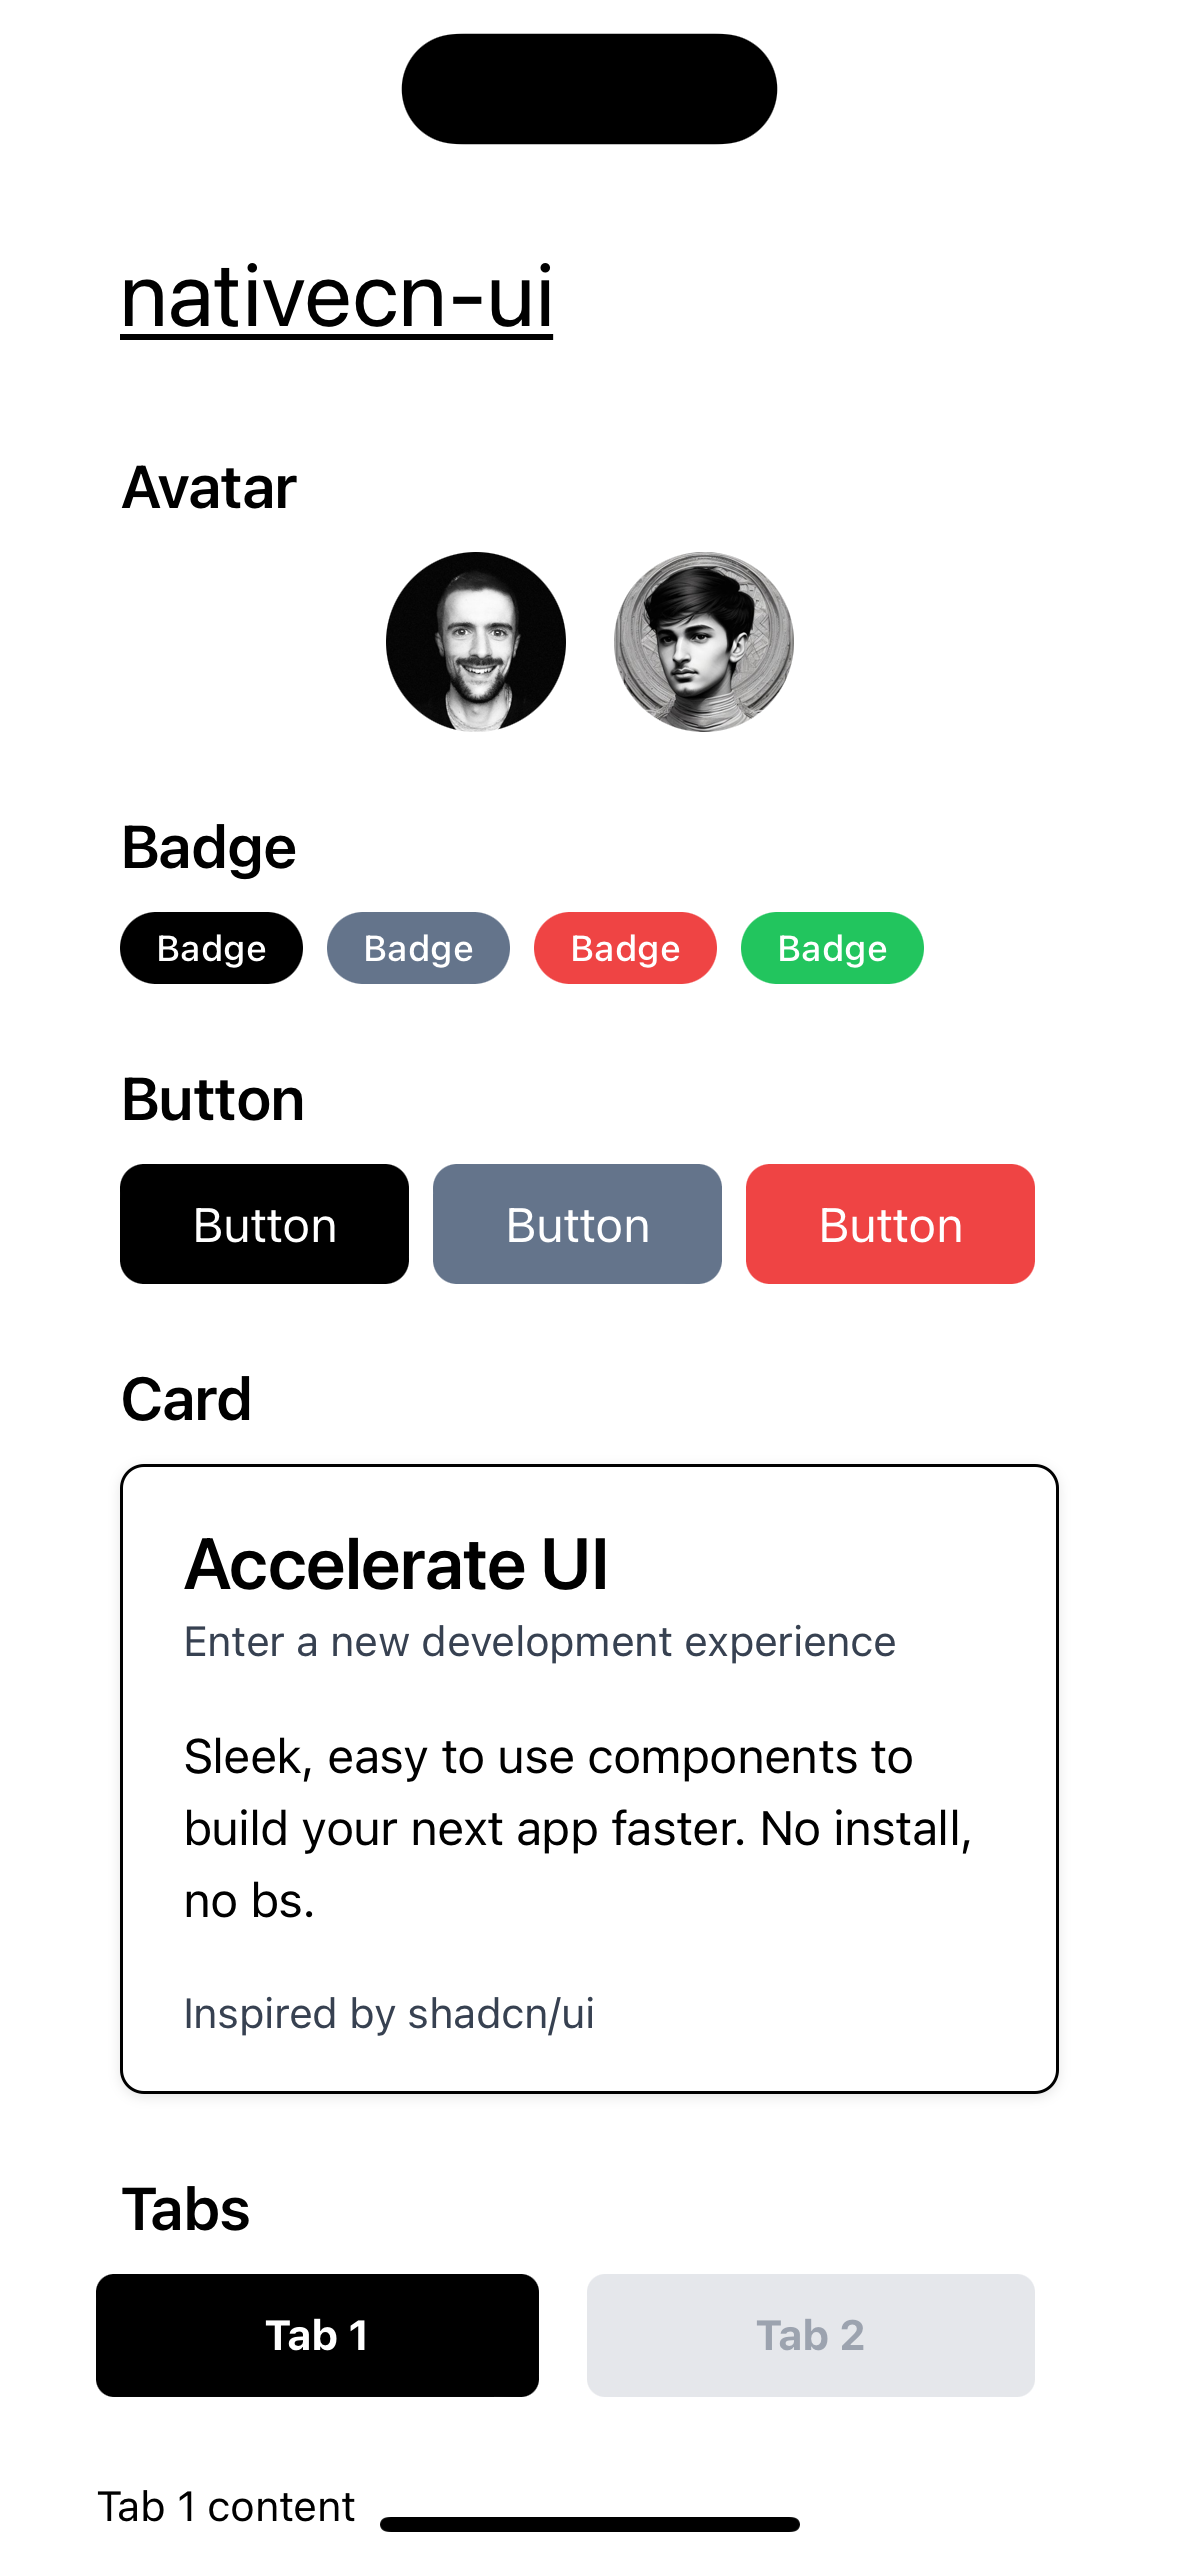 nativecn-ui
Avatar
Badge
Badge Badge Badge Badge
Button
Button Button Button
Card
Accelerate UI
Enter a new development experience
Sleek, easy to use components to
build your next app faster. No install,
no bs.
Inspired by shadcn/ui
Tabs
Tab 1 Tab 2
Tab 1 content